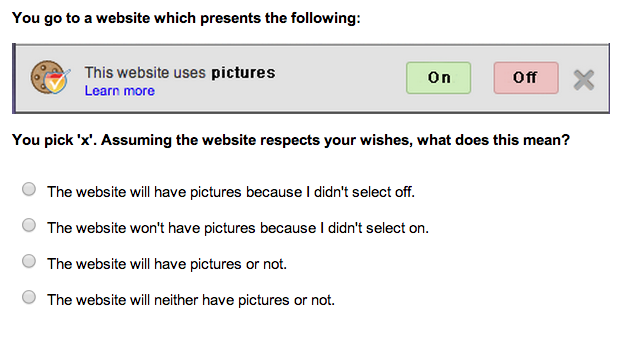 You go to a website which presents the following:
This website uses pictures
Learn more
On
Off
You pick 'x'. Assuming the website respects your wishes, what does this mean?
The website will have pictures because I didn't select off.
The website won't have pictures because I didn't select on.
The website will have pictures or not.
The website will neither have pictures or not.